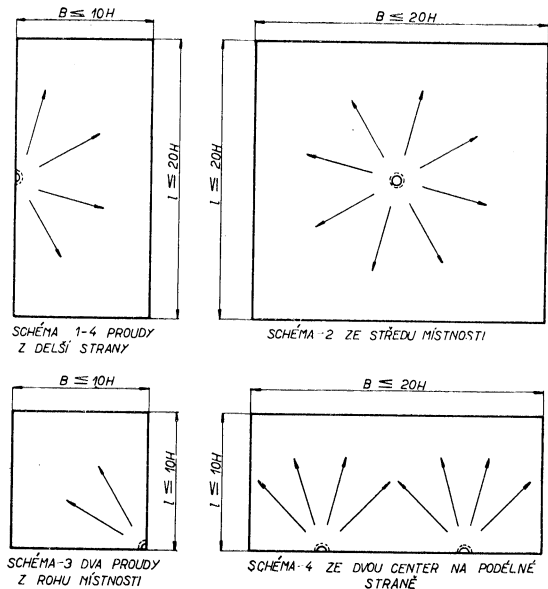 B ≦ 10H
l ≦ 20H
SCHÉMA 1-4 PROUDY
Z DELŠÍ STRANY
B ≦ 20H
l ≦ 20H
SCHÉMA-2 ZE STŘEDU MÍSTNOSTI
B ≦ 10H
l ≦ 10H
SCHÉMA-3 DVA PROUDY
Z ROHU MÍSTNOSTI
B ≦ 20H
l ≦ 10H
SCHÉMA-4 ZE DVOU CENTER NA PODÉLNÉ
STRANĚ